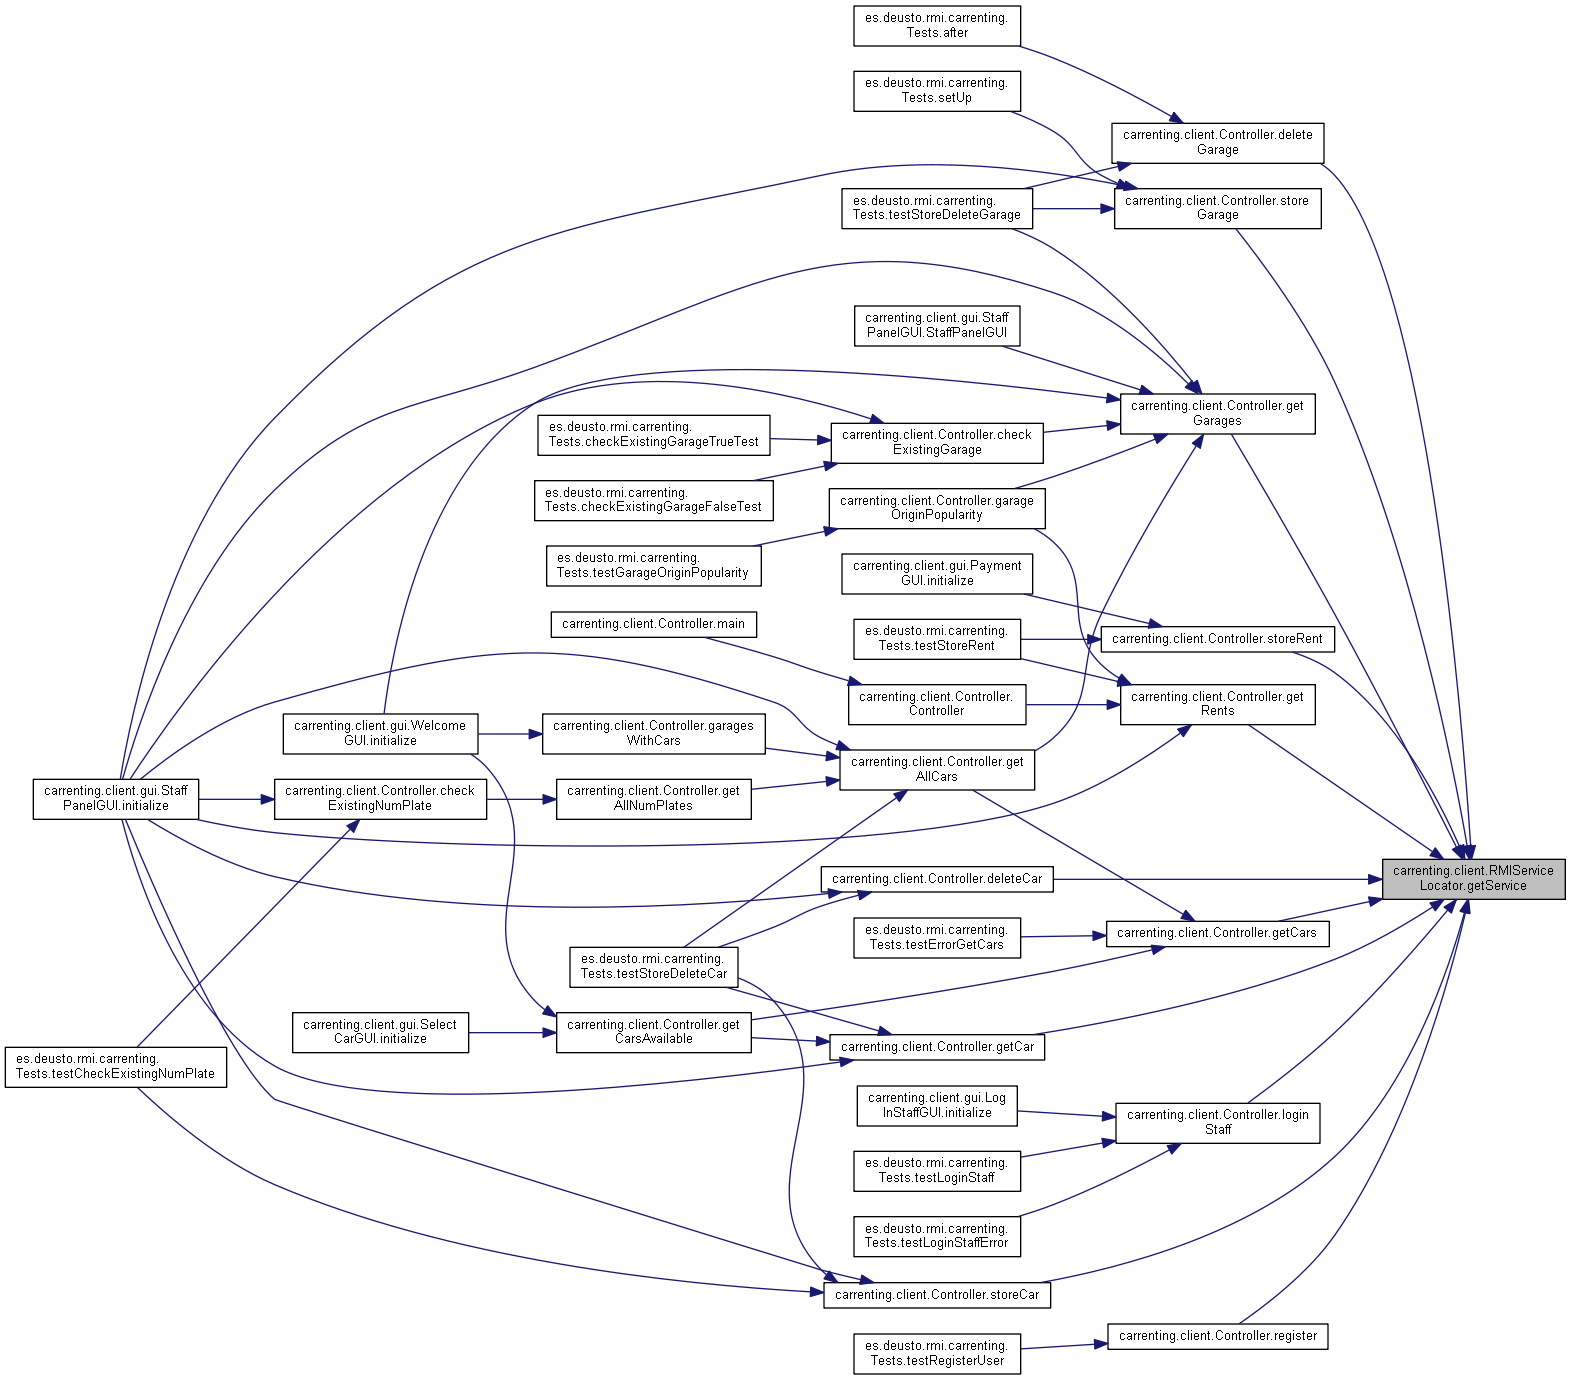 es.deusto.rmi.carrenting.
Tests.after
es.deusto.rmi.carrenting.
Tests.setUp
carrenting.client.Controller.delete
Garage
es.deusto.rmi.carrenting.
Tests.testStoreDeleteGarage
carrenting.client.Controller.store
Garage
carrenting.client.gui.Staff
PanelGUI.StaffPanelGUI
carrenting.client.Controller.get
Garages
es.deusto.rmi.carrenting.
Tests.checkExistingGarageTrueTest
carrenting.client.Controller.check
ExistingGarage
es.deusto.rmi.carrenting.
Tests.checkExistingGarageFalseTest
carrenting.client.Controller.garage
OriginPopularity
es.deusto.rmi.carrenting.
Tests.testGarageOriginPopularity
carrenting.client.gui.Payment
GUI.initialize
carrenting.client.Controller.main
es.deusto.rmi.carrenting.
Tests.testStoreRent
carrenting.client.Controller.storeRent
carrenting.client.Controller.
Controller
carrenting.client.Controller.get
Rents
carrenting.client.gui.Welcome
GUI.initialize
carrenting.client.Controller.garages
WithCars
carrenting.client.Controller.get
AllCars
carrenting.client.gui.Staff
PanelGUI.initialize
carrenting.client.Controller.check
ExistingNumPlate
carrenting.client.Controller.get
AllNumPlates
carrenting.client.RMIService
Locator.getService
carrenting.client.Controller.deleteCar
es.deusto.rmi.carrenting.
Tests.testErrorGetCars
carrenting.client.Controller.getCars
es.deusto.rmi.carrenting.
Tests.testStoreDeleteCar
carrenting.client.gui.Select
CarGUI.initialize
carrenting.client.Controller.get
CarsAvailable
carrenting.client.Controller.getCar
es.deusto.rmi.carrenting.
Tests.testCheckExistingNumPlate
carrenting.client.gui.Log
InStaffGUI.initialize
carrenting.client.Controller.login
Staff
es.deusto.rmi.carrenting.
Tests.testLoginStaff
es.deusto.rmi.carrenting.
Tests.testLoginStaffError
carrenting.client.Controller.storeCar
carrenting.client.Controller.register
es.deusto.rmi.carrenting.
Tests.testRegisterUser